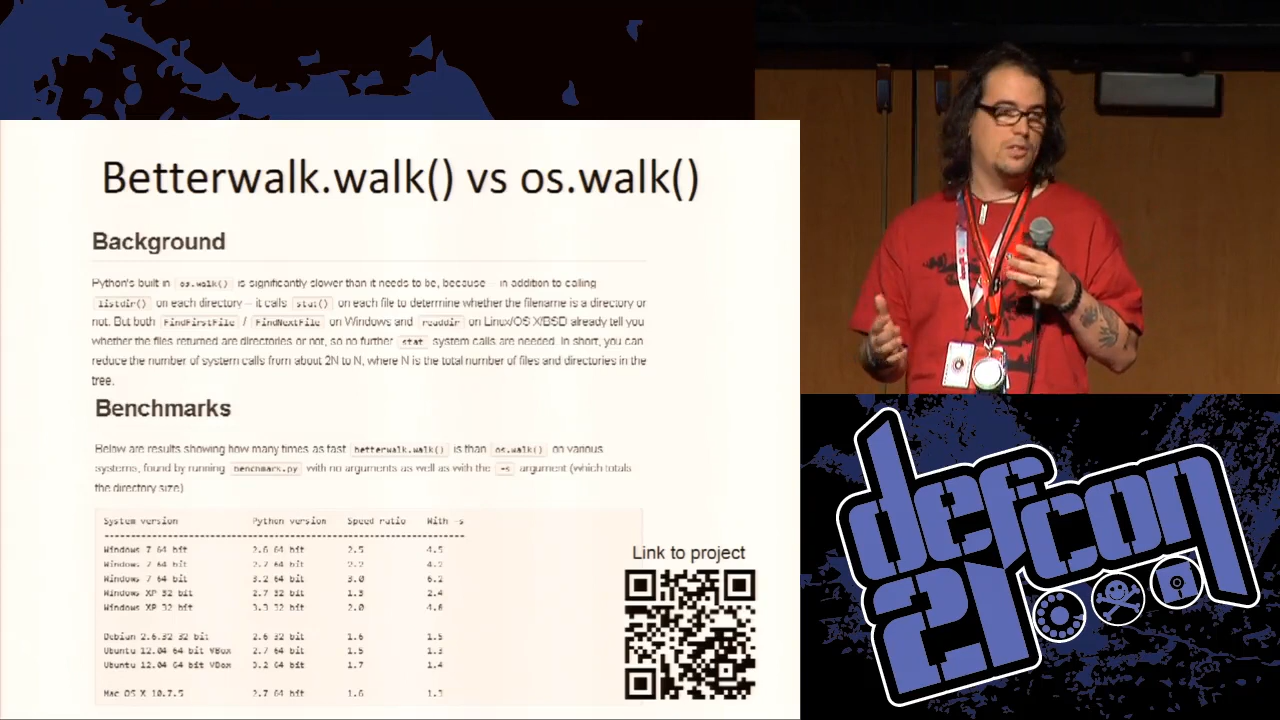 Betterwalk.walk() vs os.walk()
Background
Python's built in os.walk() is significantly slower than it needs to be, because – in addition to calling
listdir() on each directory – it calls stat() on each file to determine whether the filename is a directory or
not. But both FindFirstFile / FindNextFile on Windows and readdir on Linux/OS X/BSD already tell you
whether the files returned are directories or not, so no further stat system calls are needed. In short, you can
reduce the number of system calls from about 2N to N, where N is the total number of files and directories in the
tree.
Benchmarks
Below are results showing how many times as fast betterwalk.walk() is than os.walk() on various
systems, found by running benchmark.py with no arguments as well as with the -s argument (which totals
the directory size)
System version Python version Speed ratio With -s
Windows 7 64 bit 2.6 64 bit 2.5 4.5
Windows 7 64 bit 2.7 64 bit 2.2 4.2
Windows 7 64 bit 3.2 64 bit 3.0 6.2
Windows XP 32 bit 2.7 32 bit 1.3 2.4
Windows XP 32 bit 3.3 32 bit 2.0 4.6
Debian 2.6.32 32 bit 2.6 32 bit 1.6 1.5
Ubuntu 12.04 64 bit VBox 2.7 64 bit 1.5 1.3
Ubuntu 12.04 64 bit VBox 3.2 64 bit 1.7 1.4
Mac OS X 10.7.5 2.7 64 bit 1.6
Link to project
defcon
21